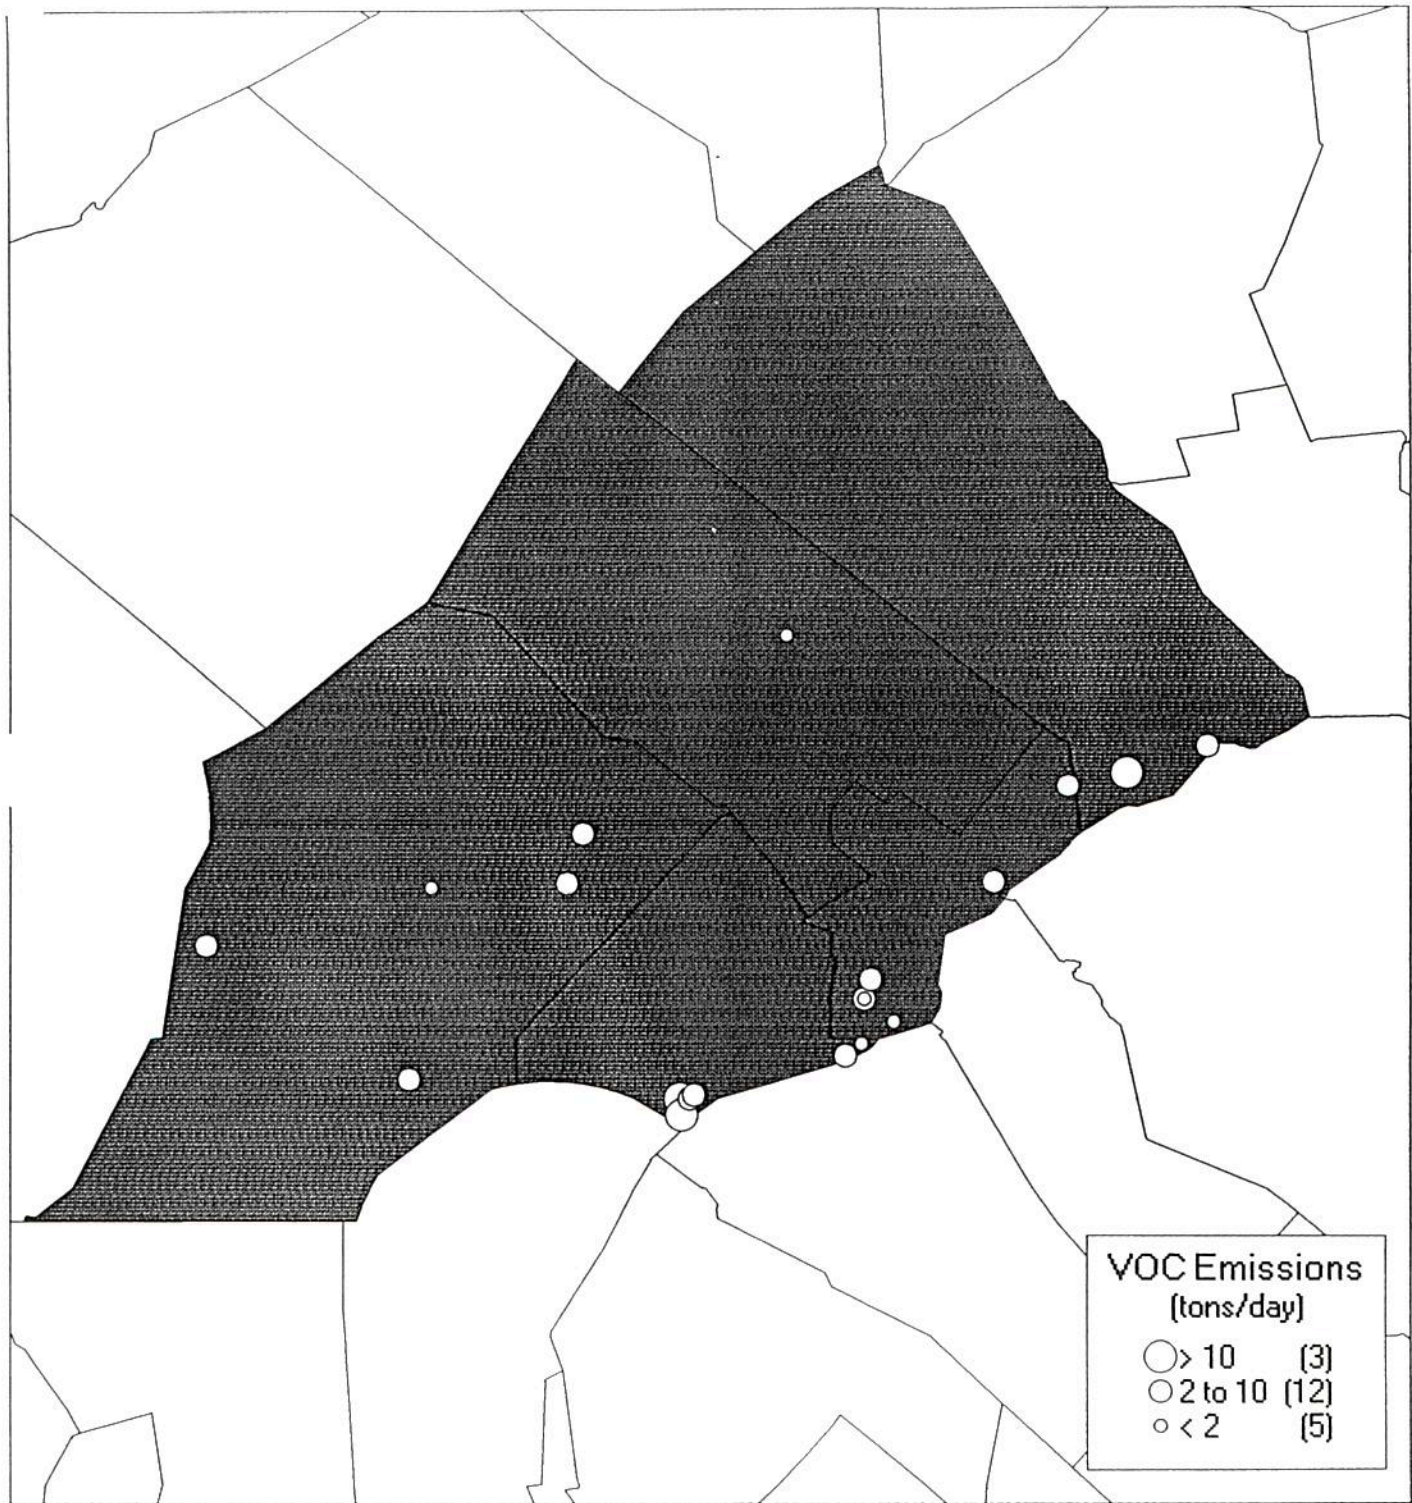 VOC Emissions
(tons/day)
> 10 (3)
2 to 10 (12)
< 2 (5)